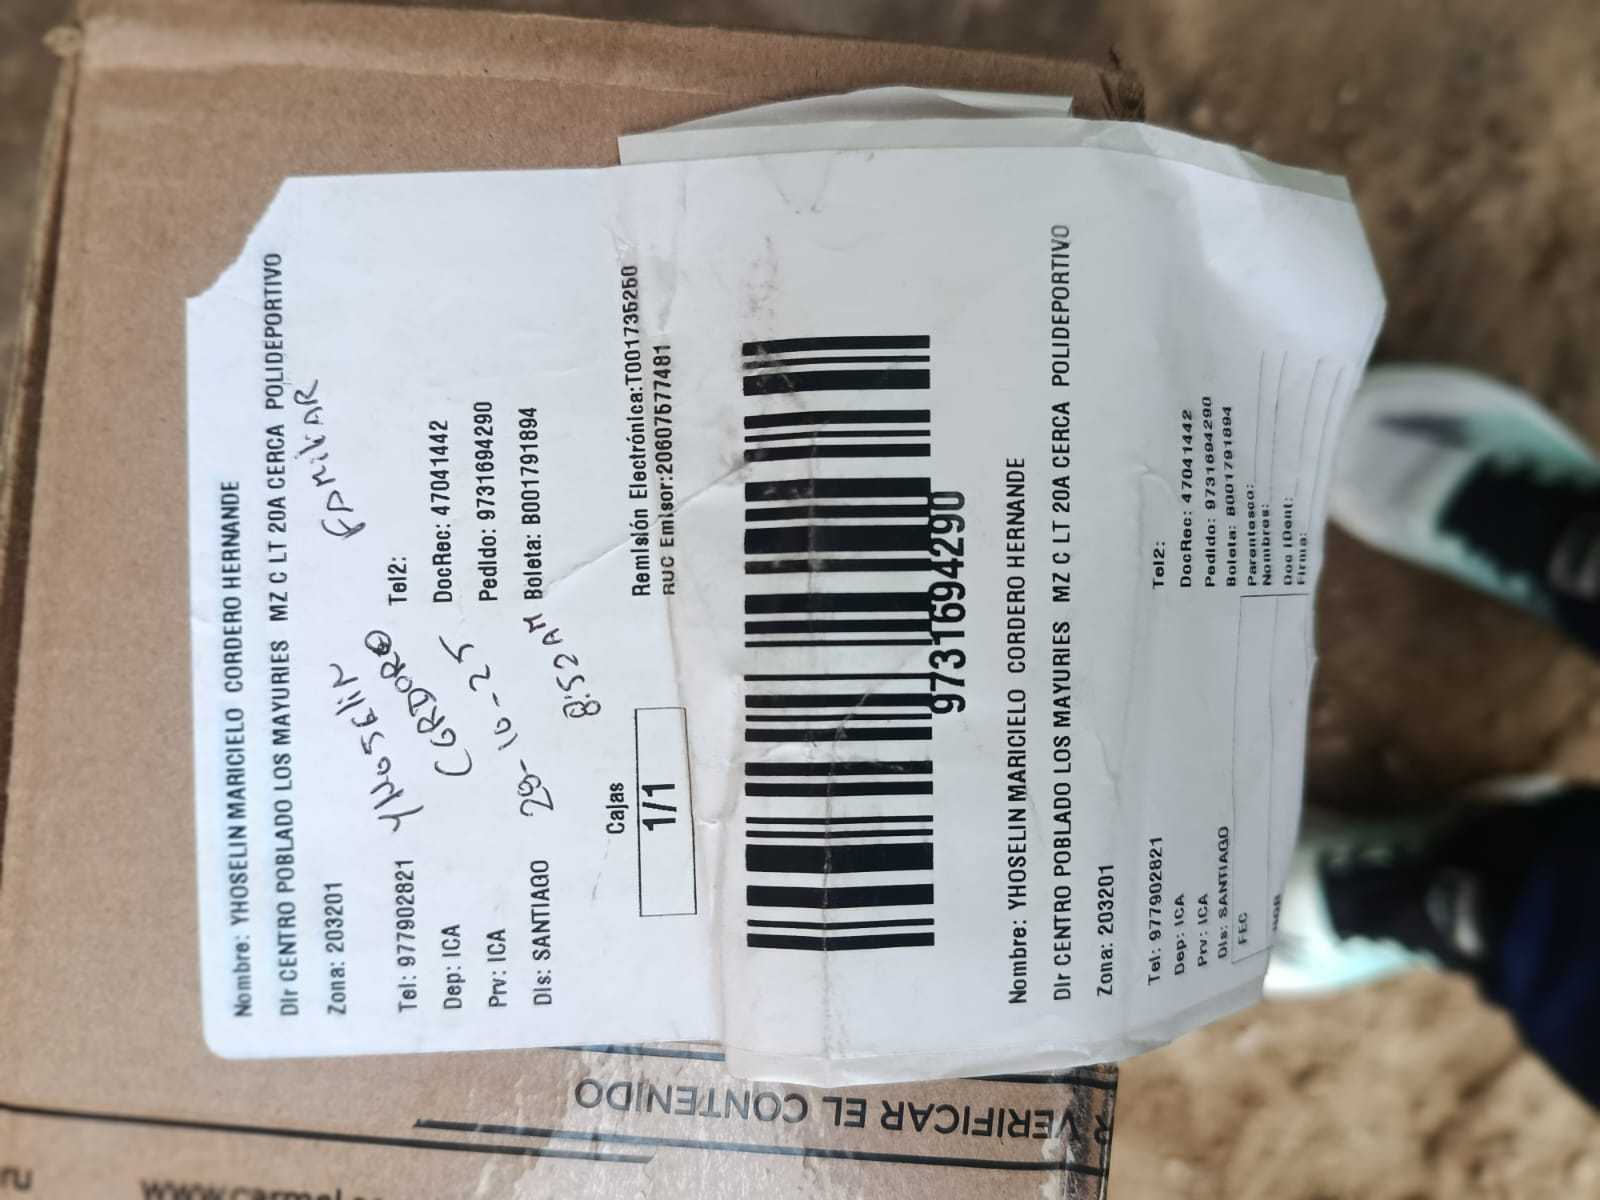 Nombre: YHOSELIN MARICIELO CORDERO HERNANDE
DIr CENTRO POBLADO LOS MAYURIES MZ C LT 20A CERCA POLIDEPORTIVO
Zona: 203201
FAMiliAR
YHOSEliN
CORDORO
Tel: 977902821 Tel2:
Dep: ICA DocRec: 47041442
Prv: ICA Pedido: 9731694290
29-10-25
DIs: SANTIAGO Boleta: B001791894
8:52 AM
Cajas
1/1
Remisión Electrónica:T001735250
RUC Emisor:20607577481
9731694290
Nombre: YHOSELIN MARICIELO CORDERO HERNANDE
DIr CENTRO POBLADO LOS MAYURIES MZ C LT 20A CERCA POLIDEPORTIVO
Zona: 203201
Tel: 977902821 Tel2:
Dep: ICA DocRec: 47041442
Prv: ICA Pedido: 9731694290
DIs: SANTIAGO Boleta: B001791894
FEC
Parentesco:
Nombres:
Doc IDent:
Firma:
R VERIFICAR EL CONTENIDO